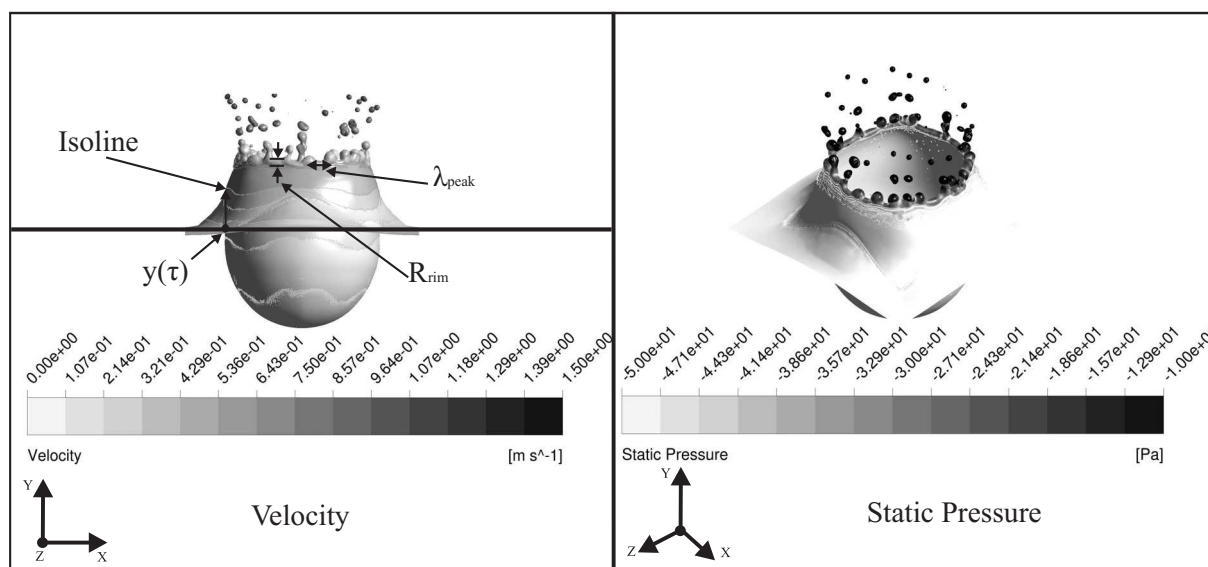 Isoline
λpeak
y(τ)
Rrim
0.00e+00
1.07e-01
2.14e-01
3.21e-01
4.29e-01
5.36e-01
6.43e-01
7.50e-01
8.57e-01
9.64e-01
1.07e+00
1.18e+00
1.29e+00
1.39e+00
1.50e+00
Velocity
[m s^-1]
Y
Z
X
Velocity
-5.00e+01
-4.71e+01
-4.43e+01
-4.14e+01
-3.86e+01
-3.57e+01
-3.29e+01
-3.00e+01
-2.71e+01
-2.43e+01
-2.14e+01
-1.86e+01
-1.57e+01
-1.29e+01
-1.00e+01
Static Pressure
[Pa]
Y
Z
X
Static Pressure